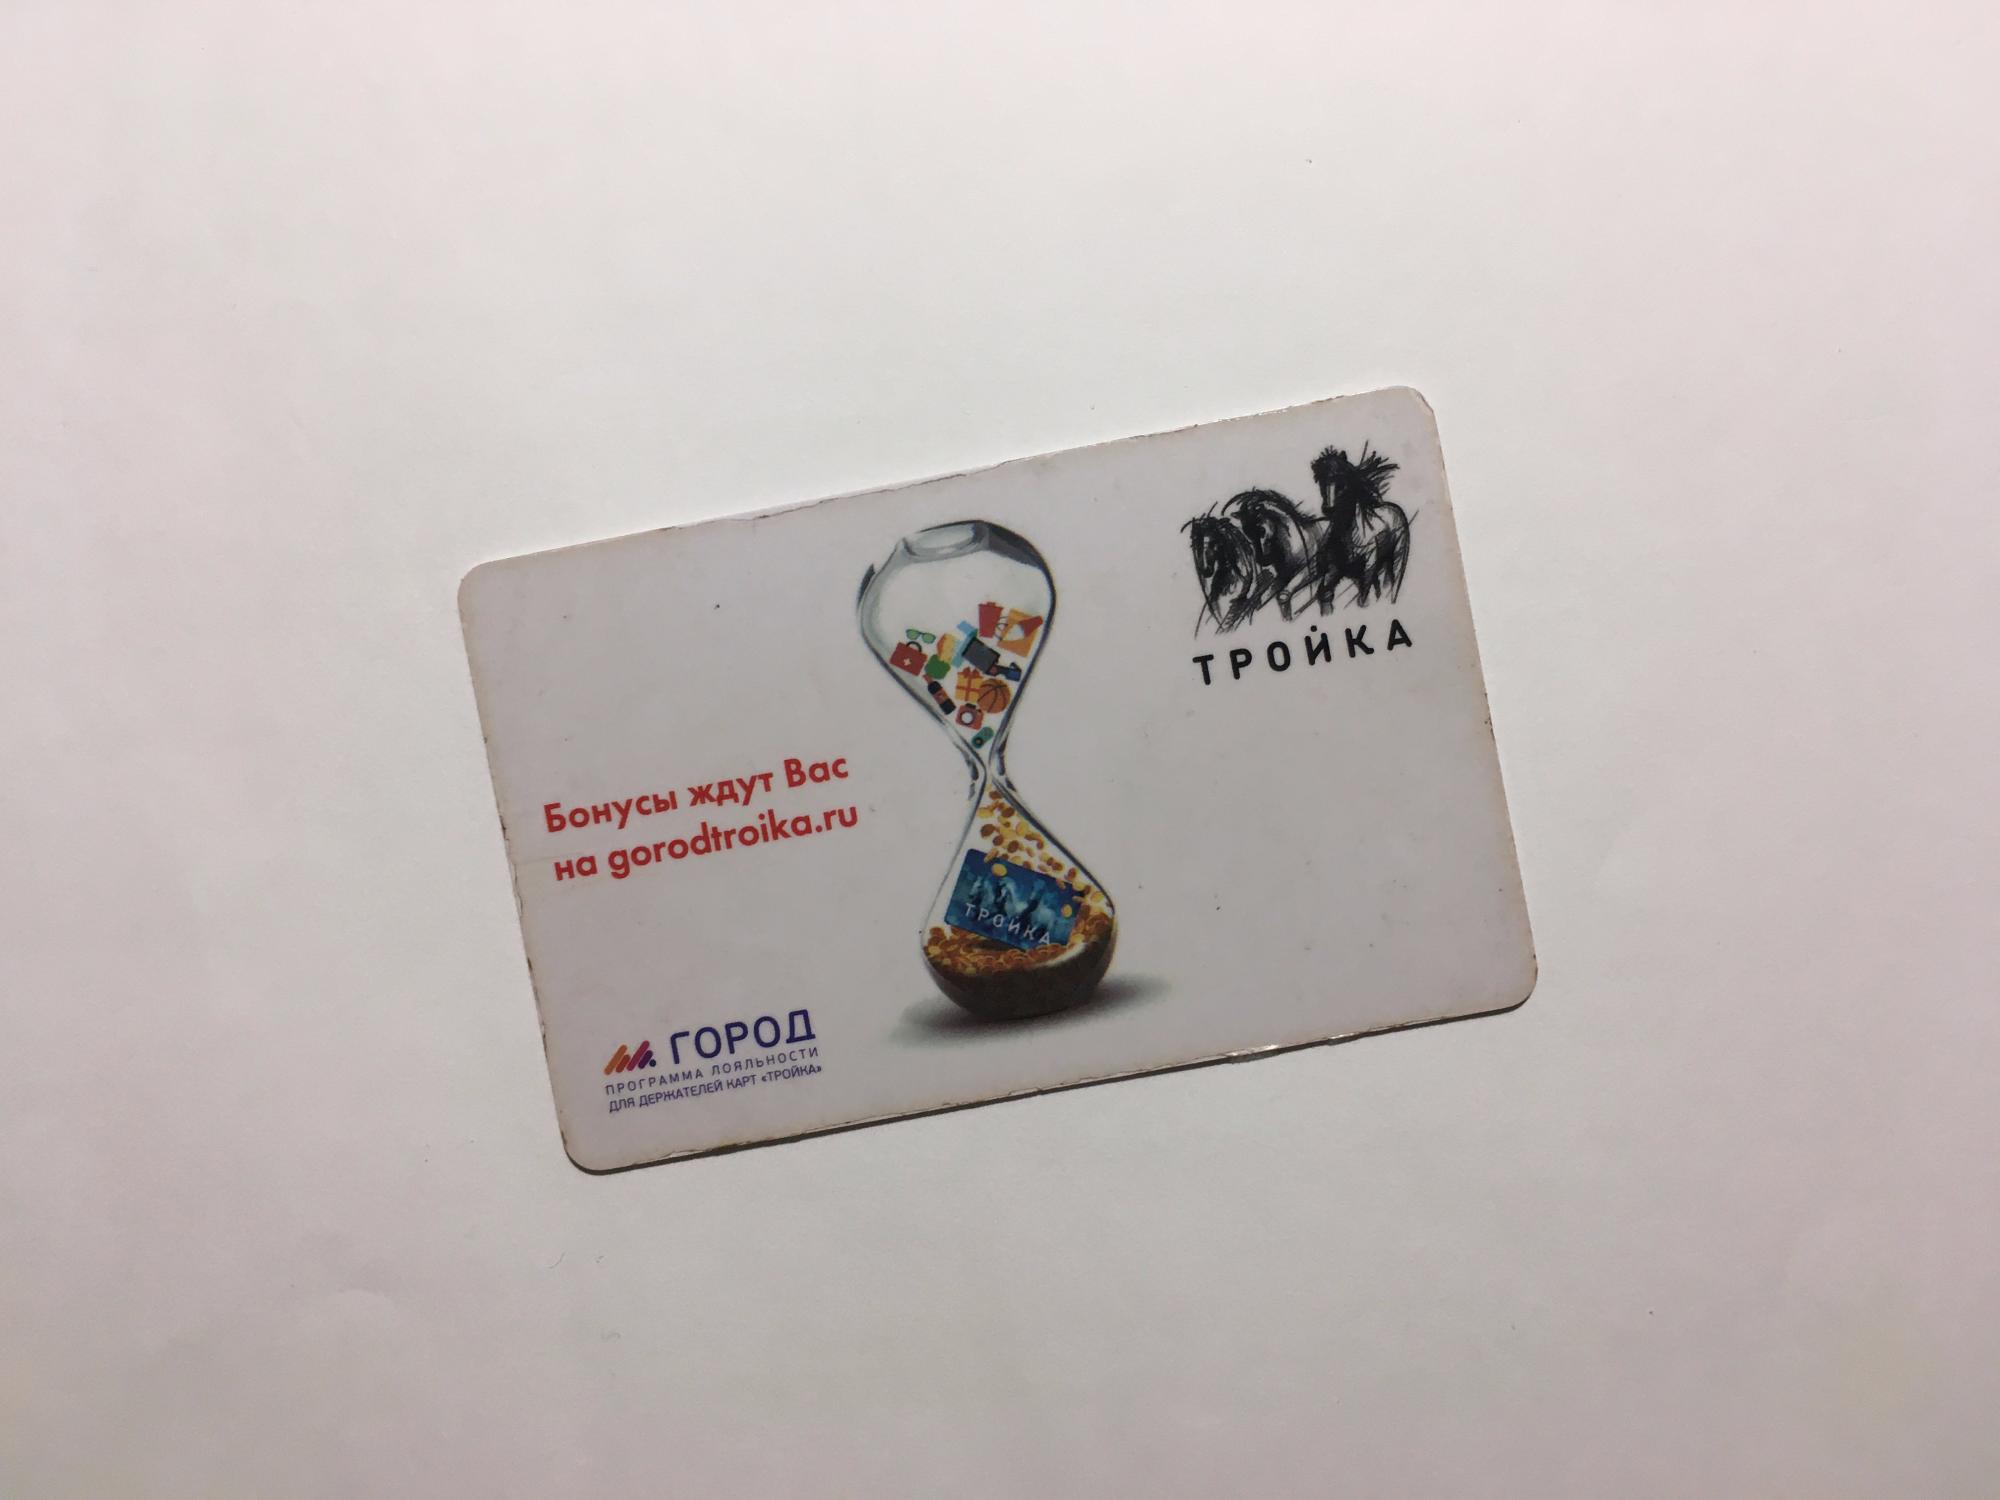 ТРОЙКА
Бонусы ждут Вас
на gorodtroika.ru
ТРОЙКА
ГОРОД
ПРОГРАММА ЛОЯЛЬНОСТИ
ДЛЯ ДЕРЖАТЕЛЕЙ КАРТ «ТРОЙКА»